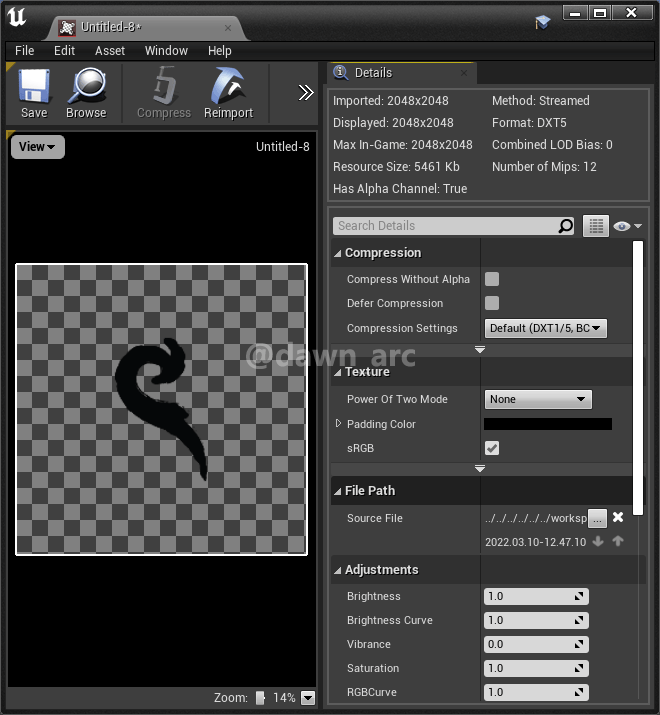 Untitled-8*
File Edit Asset Window Help
Save Browse Compress Reimport
View
Untitled-8
@dawn_arc
Zoom: 14%
Details
Imported: 2048x2048 Method: Streamed
Displayed: 2048x2048 Format: DXT5
Max In-Game: 2048x2048 Combined LOD Bias: 0
Resource Size: 5461 Kb Number of Mips: 12
Has Alpha Channel: True
Search Details
Compression
Compress Without Alpha
Defer Compression
Compression Settings Default (DXT1/5, BC
Texture
Power Of Two Mode None
Padding Color
sRGB
File Path
Source File ../../../../../../worksp ...
2022.03.10-12.47.10
Adjustments
Brightness 1.0
Brightness Curve 1.0
Vibrance 0.0
Saturation 1.0
RGBCurve 1.0